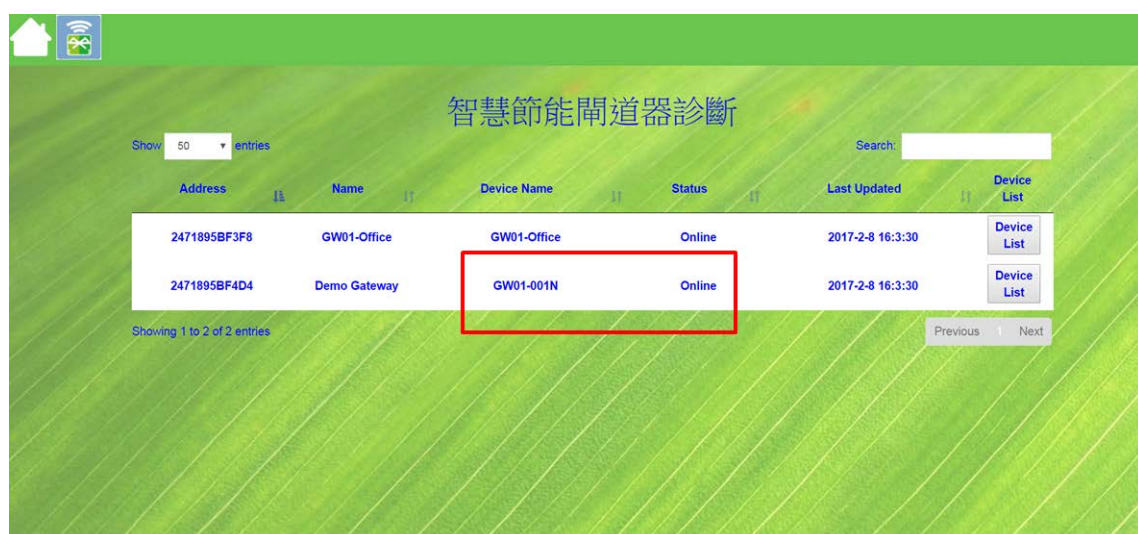 智慧節能閘道器診斷
Show 50 entries
Search:
Address Name Device Name Status Last Updated Device List
2471895BF3F8 GW01-Office GW01-Office Online 2017-2-8 16:3:30 Device List
2471895BF4D4 Demo Gateway GW01-001N Online 2017-2-8 16:3:30 Device List
Showing 1 to 2 of 2 entries
Previous 1 Next